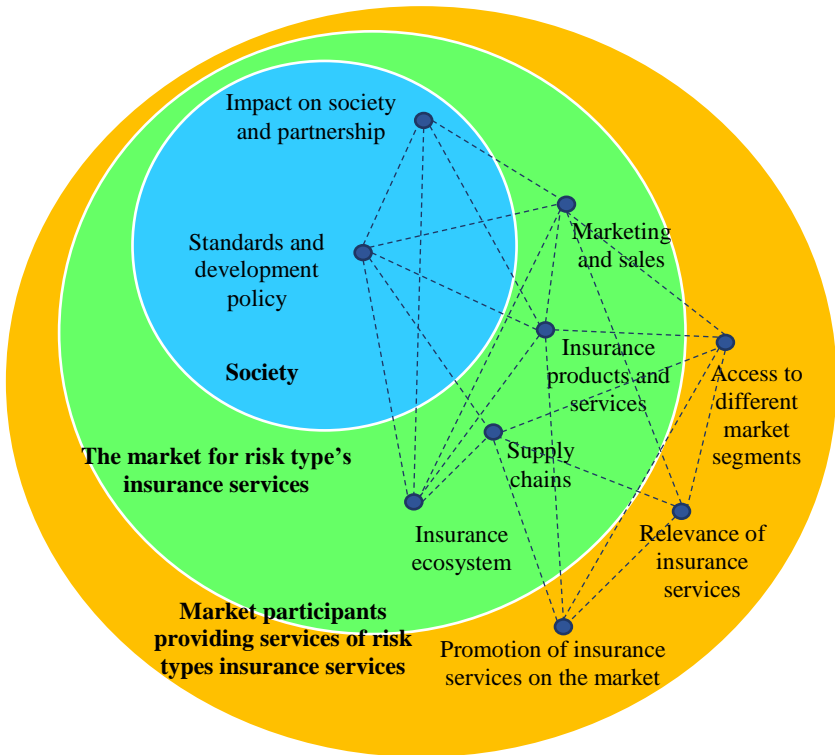 Impact on society
and partnership
Marketing
and sales
Standards and
development
policy
Insurance
products and
services
Access to
different
market
segments
Society
Supply
chains
The market for risk type's
insurance services
Insurance
ecosystem
Relevance of
insurance
services
Market participants
providing services of risk
types insurance services
Promotion of insurance
services on the market